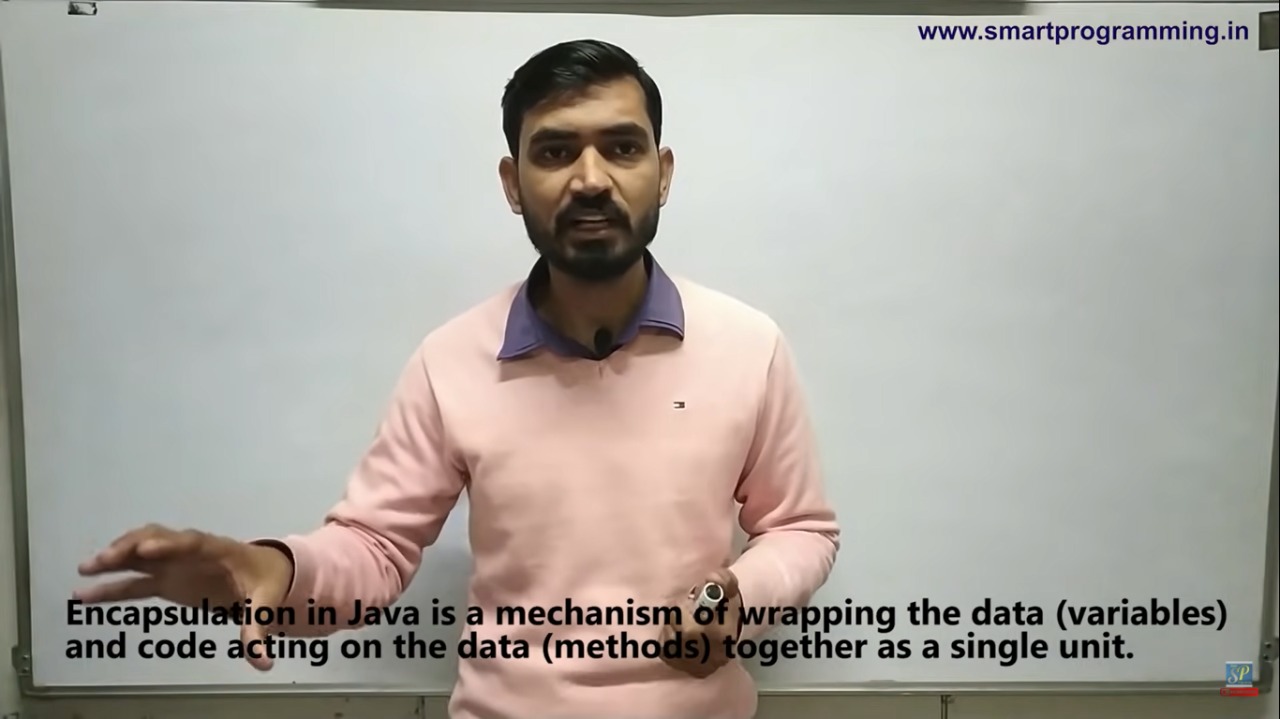 www.smartprogramming.in
Encapsulation in Java is a mechanism of wrapping the data (variables)
and code acting on the data (methods) together as a single unit.
SP